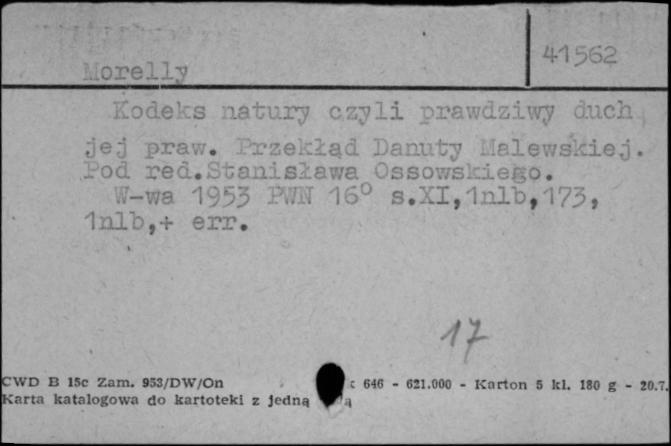 41562
Morelly
Kodeks natury czyli prawdziwy duch
jej praw. Przekłąd Danuty Malewskiej.
Pod red.Stanisława Ossowskiego.
W-wa 1953 PWN 16° s.XI,1nlb,173,
1nlb,+ err.
17
CWD B 15c Zam. 953/DW/On 646 - 621.000 - Karton 5 kl. 180 g - 20.7.
Karta katalogowa do kartoteki z jedną